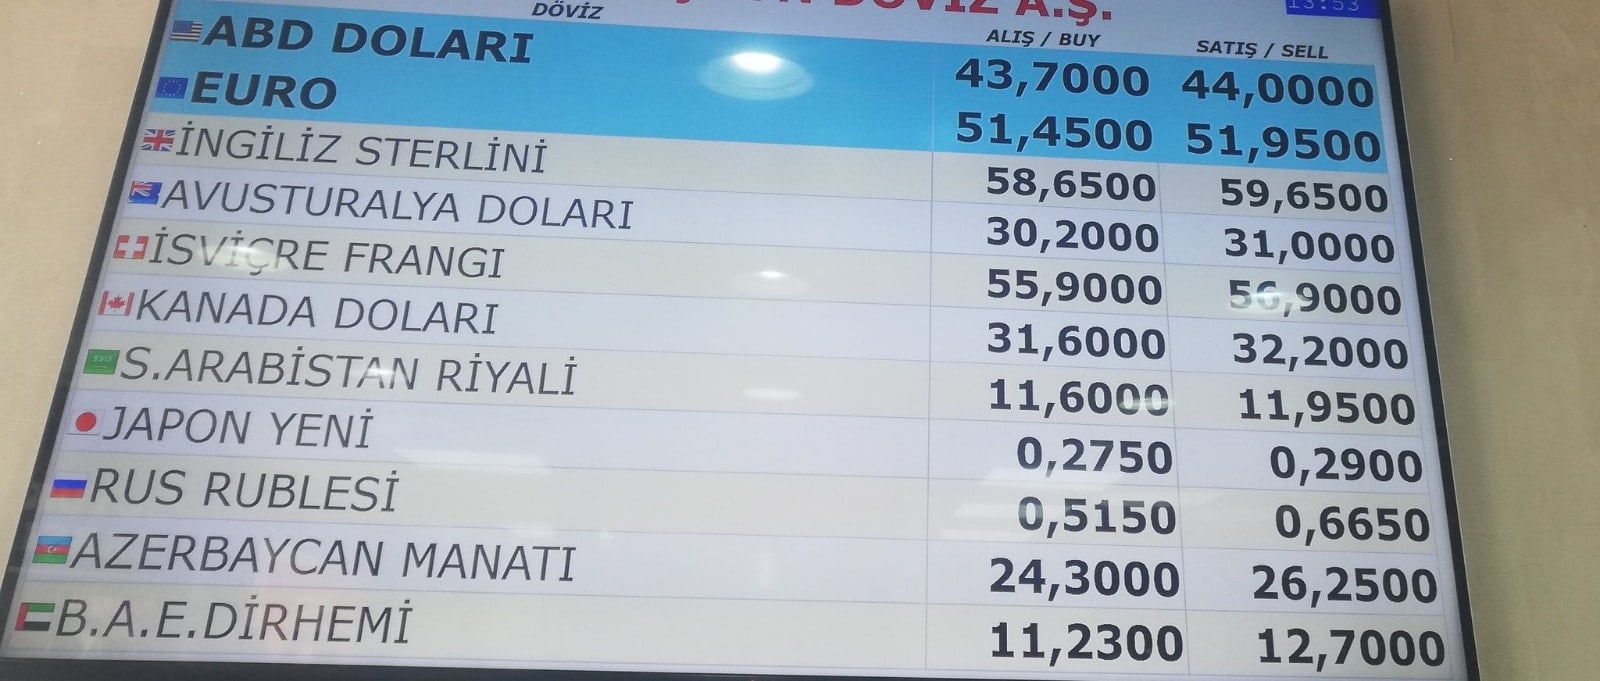 DÖVİZ A.Ş.
13:53
DÖVİZ ALIŞ / BUY SATIŞ / SELL
ABD DOLARI 43,7000 44,0000
EURO 51,4500 51,9500
İNGİLİZ STERLİNİ 58,6500 59,6500
AVUSTURALYA DOLARI 30,2000 31,0000
İSVİÇRE FRANGI 55,9000 56,9000
KANADA DOLARI 31,6000 32,2000
S.ARABİSTAN RİYALİ 11,6000 11,9500
JAPON YENİ 0,2750 0,2900
RUS RUBLESİ 0,5150 0,6650
AZERBAYCAN MANATI 24,3000 26,2500
B.A.E.DİRHEMİ 11,2300 12,7000